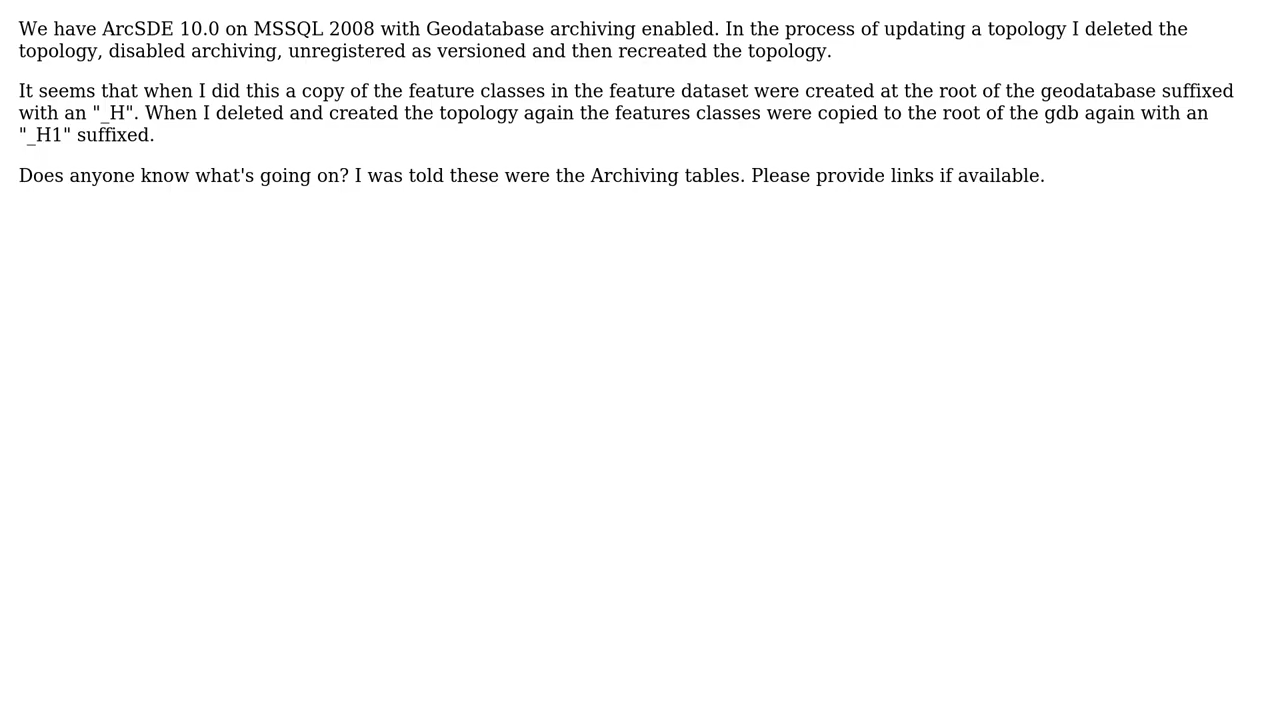 We have ArcSDE 10.0 on MSSQL 2008 with Geodatabase archiving enabled. In the process of updating a topology I deleted the
topology, disabled archiving, unregistered as versioned and then recreated the topology.
It seems that when I did this a copy of the feature classes in the feature dataset were created at the root of the geodatabase suffixed
with an "_H". When I deleted and created the topology again the features classes were copied to the root of the gdb again with an
"_H1" suffixed.
Does anyone know what's going on? I was told these were the Archiving tables. Please provide links if available.